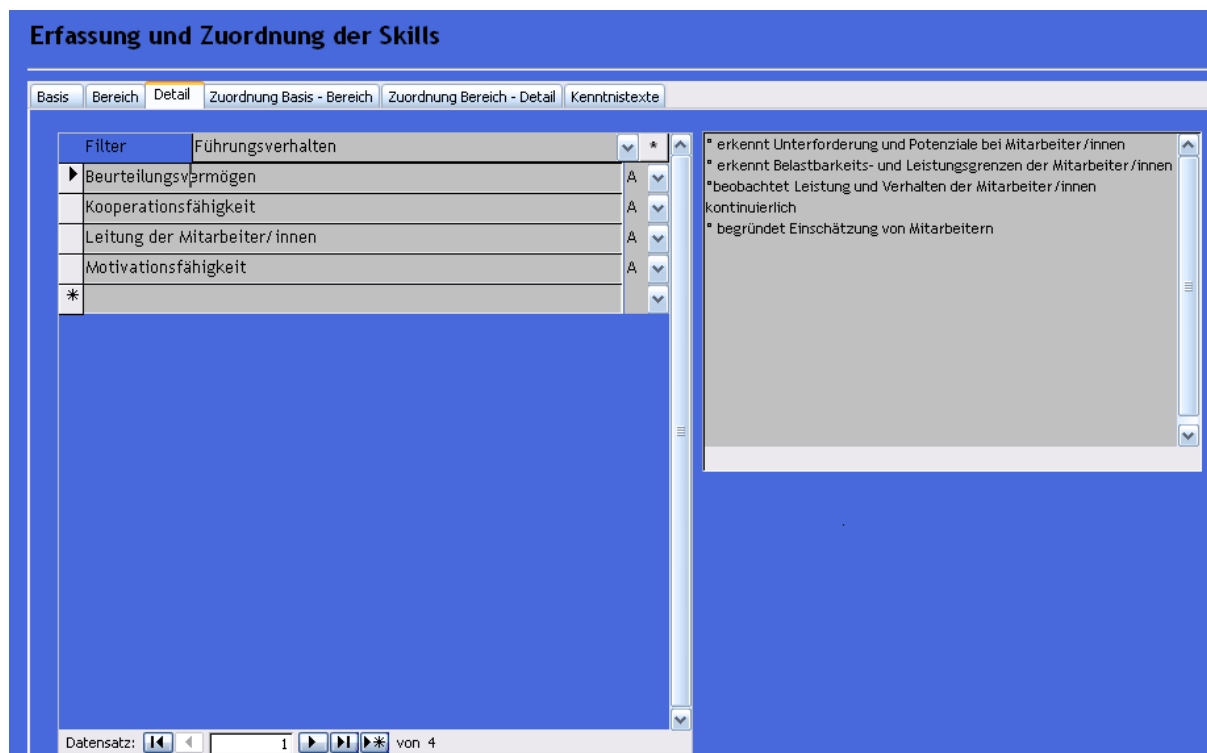 Erfassung und Zuordnung der Skills
Basis Bereich Detail Zuordnung Basis - Bereich Zuordnung Bereich - Detail Kenntnistexte
Filter Führungsverhalten *
Beurteilungsvermögen A
Kooperationsfähigkeit A
Leitung der Mitarbeiter/innen A
Motivationsfähigkeit A
*
° erkennt Unterforderung und Potenziale bei Mitarbeiter/innen
° erkennt Belastbarkeits- und Leistungsgrenzen der Mitarbeiter/innen
°beobachtet Leistung und Verhalten der Mitarbeiter/innen
kontinuierlich
° begründet Einschätzung von Mitarbeitern
Datensatz: 1 von 4